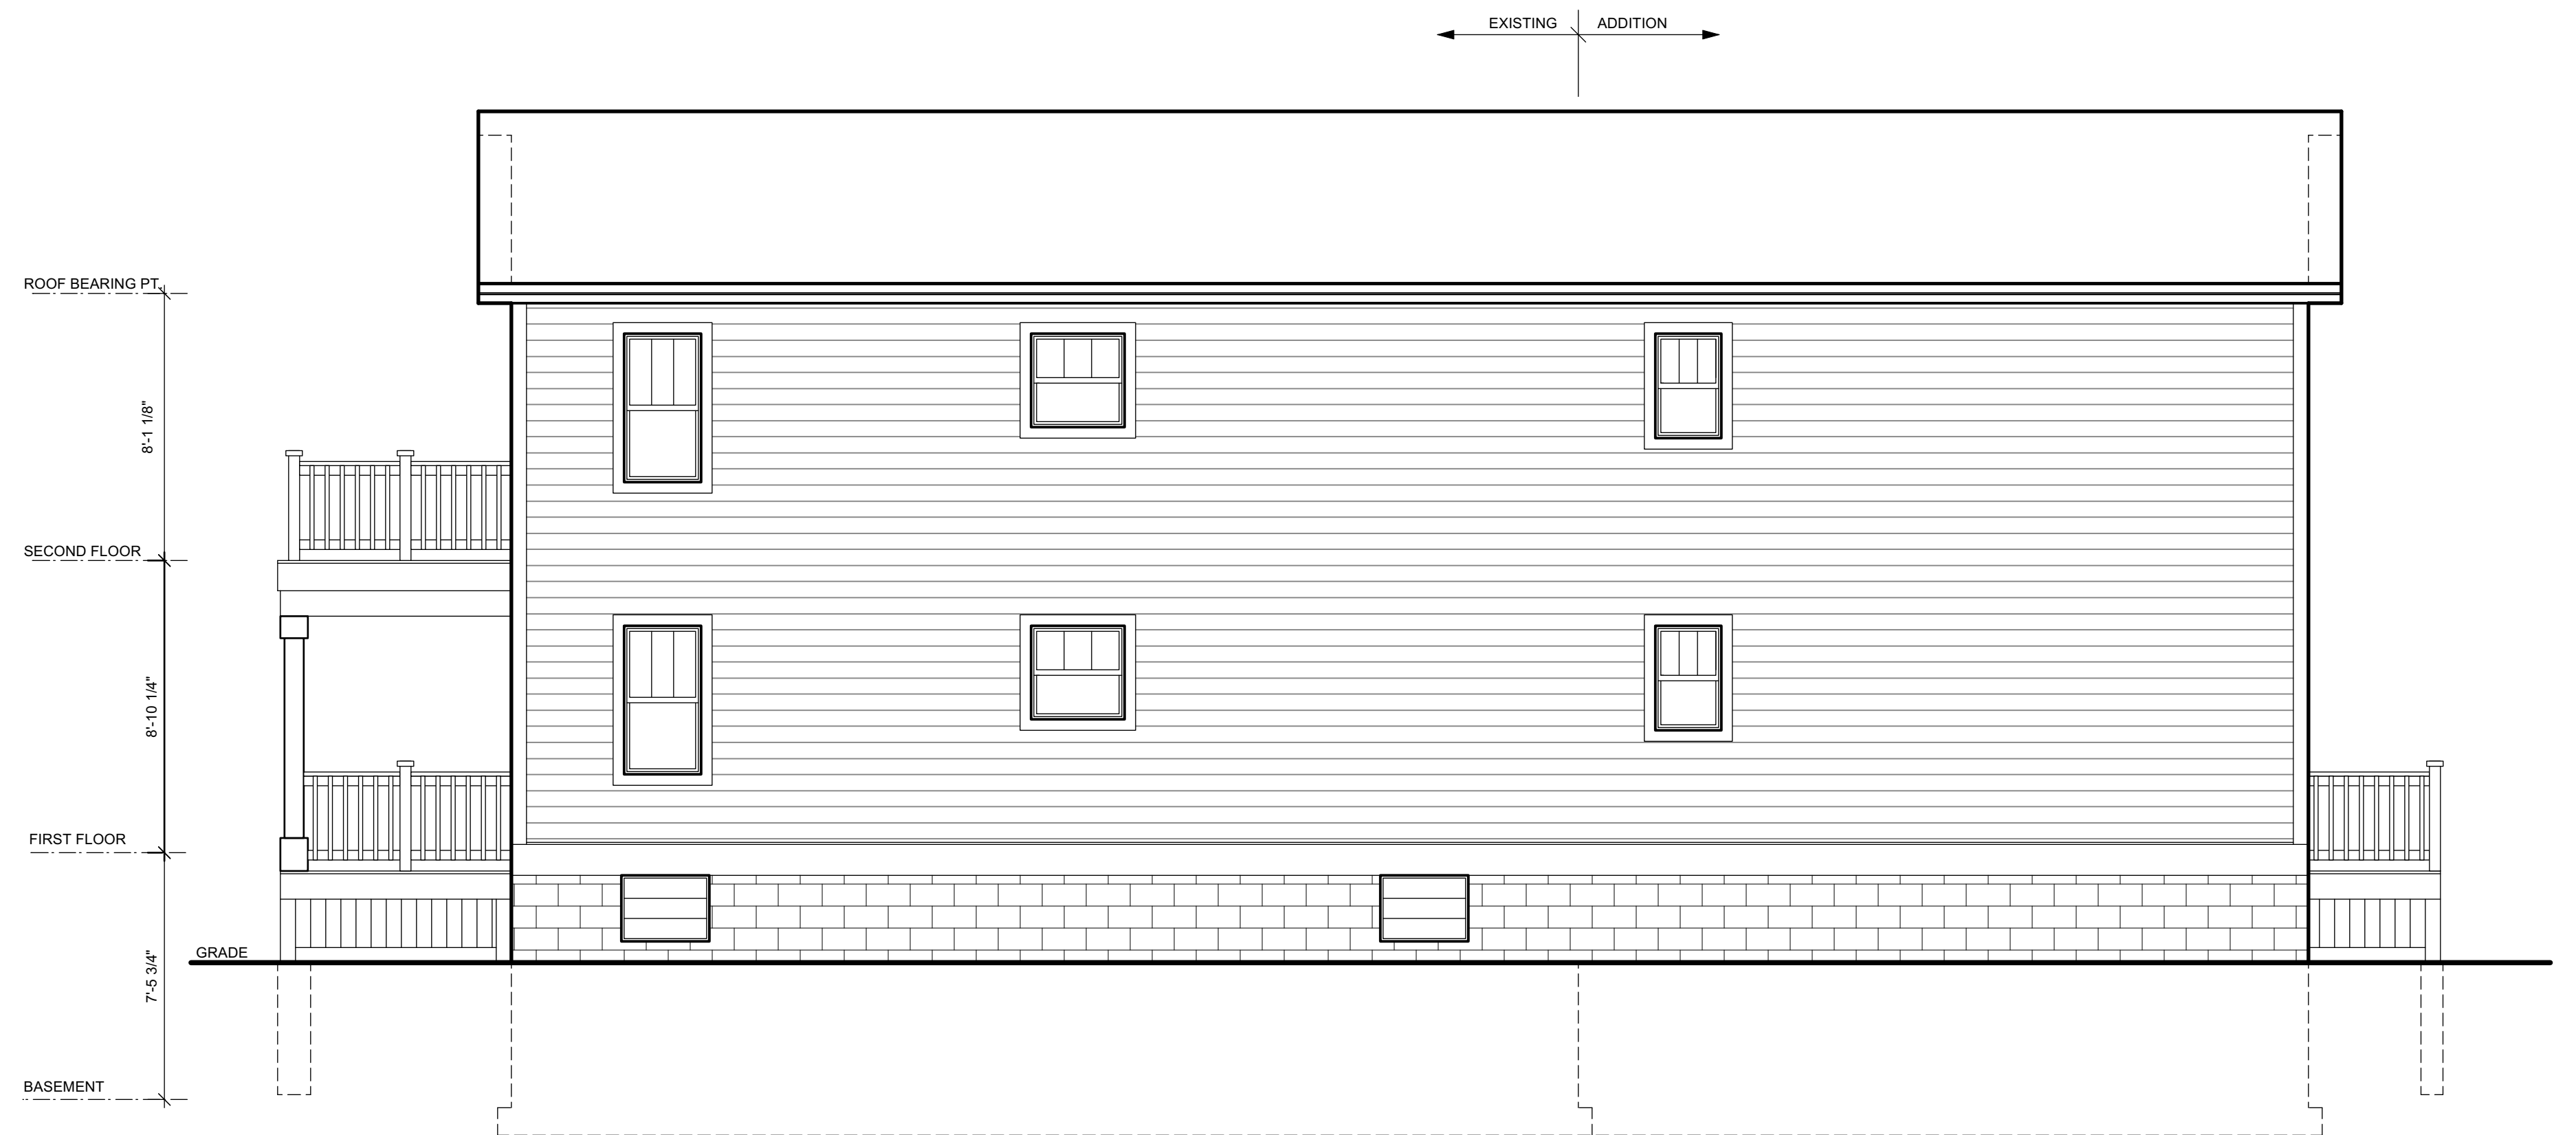 EXISTING ADDITION
ROOF BEARING PT.
8'-1 1/8"
SECOND FLOOR
8'-10 1/4"
FIRST FLOOR
GRADE
7'-5 3/4"
BASEMENT